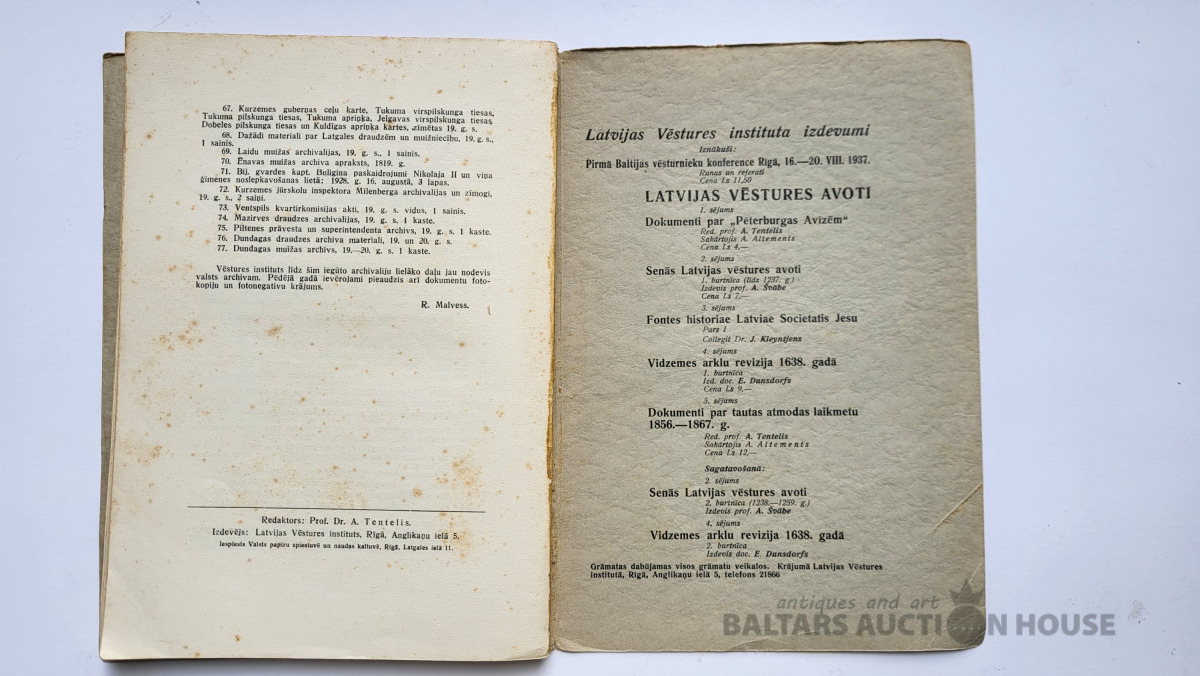 67. Kurzemes guberņas ceļu karte, Tukuma virspilskunga tiesas,
Tukuma pilskunga tiesas, Tukuma apriņķa, Jelgavas virspilskunga tiesas
Dobeles pilskunga tiesas un Kuldīgas apriņķa kartes, zīmētas 19. g. s.
68. Dažādi materiali par Latgales draudzēm un muižniecību, 19. g. s.,
1 sainis.
69. Laidu muižas archivalijas, 19. g. s., 1 sainis.
70. Ēnavas muižas archiva apraksts, 1819. g.
71. Bij. gvardes kapt. Buligina paskaidrojumi Nikolaja II un viņa
ģimenes noslepkavošanas lietā; 1928. g. 16. augustā, 3 lapas.
72. Kurzemes jūrskolu inspektora Milenberga archivalijas un zīmogi,
19. g. s., 2 saiņi.
73. Ventspils kvartirkomisijas akti, 19. g. s. vidus, 1 sainis.
74. Mazirves draudzes archivalijas, 19. g. s. 1 kaste.
75. Piltenes prāvesta un superintendenta archivs, 19. g. s. 1 kaste.
76. Dundagas draudzes archiva materiali, 19. un 20. g. s.
77. Dundagas muižas archivs, 19.—20. g. s. 1 kaste.
Vēstures instituts līdz šim iegūto archivaliju lielāko daļu jau nodevis
valsts archivam. Pēdējā gadā ievērojami pieaudzis arī dokumentu foto-
kopiju un fotonegativu krājums.
R. Malvess.
Redaktors: Prof. Dr. A. Tentelis.
Izdevējs: Latvijas Vēstures instituts, Rīgā, Anglikaņu ielā 5.
Iespiests Valsts papīru spiestuvē un naudas kaltuvē, Rīgā, Latgales ielā 11.
Latvijas Vēstures instituta izdevumi
Iznākuši:
Pirmā Baltijas vēsturnieku konference Rīgā, 16.—20. VIII. 1937.
Runas un referati
Cena Ls 11,50
LATVIJAS VĒSTURES AVOTI
1. sējums
Dokumenti par „Pēterburgas Avīzēm“
Red. prof. A. Tentelis
Sakārtojis A. Altements
Cena Ls 4,—
2. sējums
Senās Latvijas vēstures avoti
1. burtnīca (līdz 1237. g.)
Izdevis prof. A. Švābe
Cena Ls 7,—
3. sējums
Fontes historiae Latviae Societatis Jesu
Pars I
Collegit Dr. J. Kleyntjens
4. sējums
Vidzemes arklu revizija 1638. gadā
1. burtnīca
Izd. doc. E. Dunsdorfs
Cena Ls 9,—
5. sējums
Dokumenti par tautas atmodas laikmetu
1856.—1867. g.
Red. prof. A. Tentelis
Sakārtojis A. Altements
Cena Ls 12,—
Sagatavošanā:
2. sējums
Senās Latvijas vēstures avoti
2. burtnīca (1238.—1259. g.)
Izdevis prof. A. Švābe
4. sējums
Vidzemes arklu revizija 1638. gadā
2. burtnīca
Izdevis doc. E. Dunsdorfs
Grāmatas dabūjamas visos grāmatu veikalos. Krājumā Latvijas Vēstures
institutā, Rīgā, Anglikaņu ielā 5, telefons 21866
antiques and art
BALTARS AUCTION HOUSE